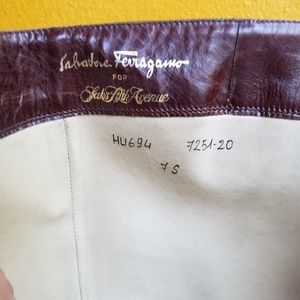 Salvatore Ferragamo
FOR
Saks Fifth Avenue
HU694 7251-20
7 S